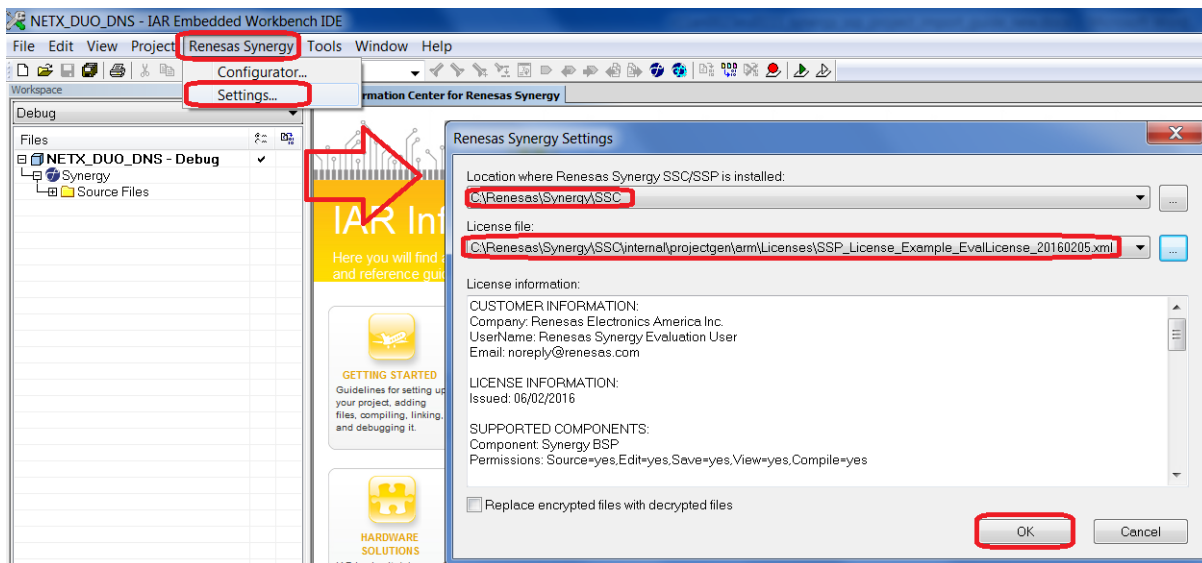 NETX_DUO_DNS - IAR Embedded Workbench IDE
File Edit View Project Renesas Synergy Tools Window Help
Configurator...
Settings...
Workspace
rmation Center for Renesas Synergy
Debug
Files
NETX_DUO_DNS - Debug
Synergy
Source Files
IAR Inf
Here you will find
and reference guid
GETTING STARTED
Guidelines for setting up
your project, adding
files, compiling, linking,
and debugging it.
HARDWARE
SOLUTIONS
Renesas Synergy Settings
Location where Renesas Synergy SSC/SSP is installed:
C:\Renesas\Synergy\SSC
...
License file:
C:\Renesas\Synergy\SSC\internal\projectgen\arm\Licenses\SSP_License_Example_EvalLicense_20160205.xml
...
License information:
CUSTOMER INFORMATION:
Company: Renesas Electronics America Inc.
UserName: Renesas Synergy Evaluation User
Email: noreply@renesas.com
LICENSE INFORMATION:
Issued: 06/02/2016
SUPPORTED COMPONENTS:
Component: Synergy BSP
Permissions: Source=yes,Edit=yes,Save=yes,View=yes,Compile=yes
Replace encrypted files with decrypted files
OK Cancel